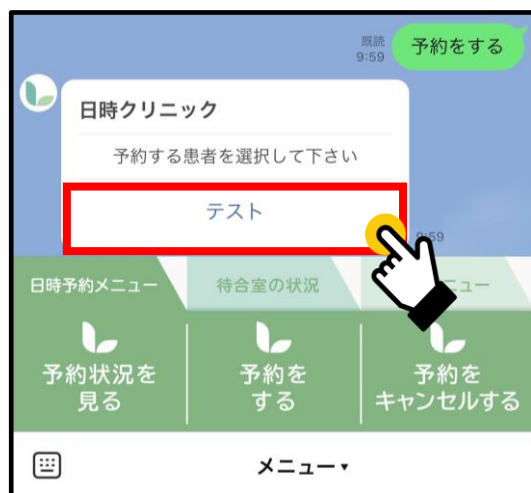 既読
9:59
予約をする
日時クリニック
予約する患者を選択して下さい
テスト
9:59
日時予約メニュー
待合室の状況
ニュー
予約状況を
見る
予約を
する
予約を
キャンセルする
メニュー▼